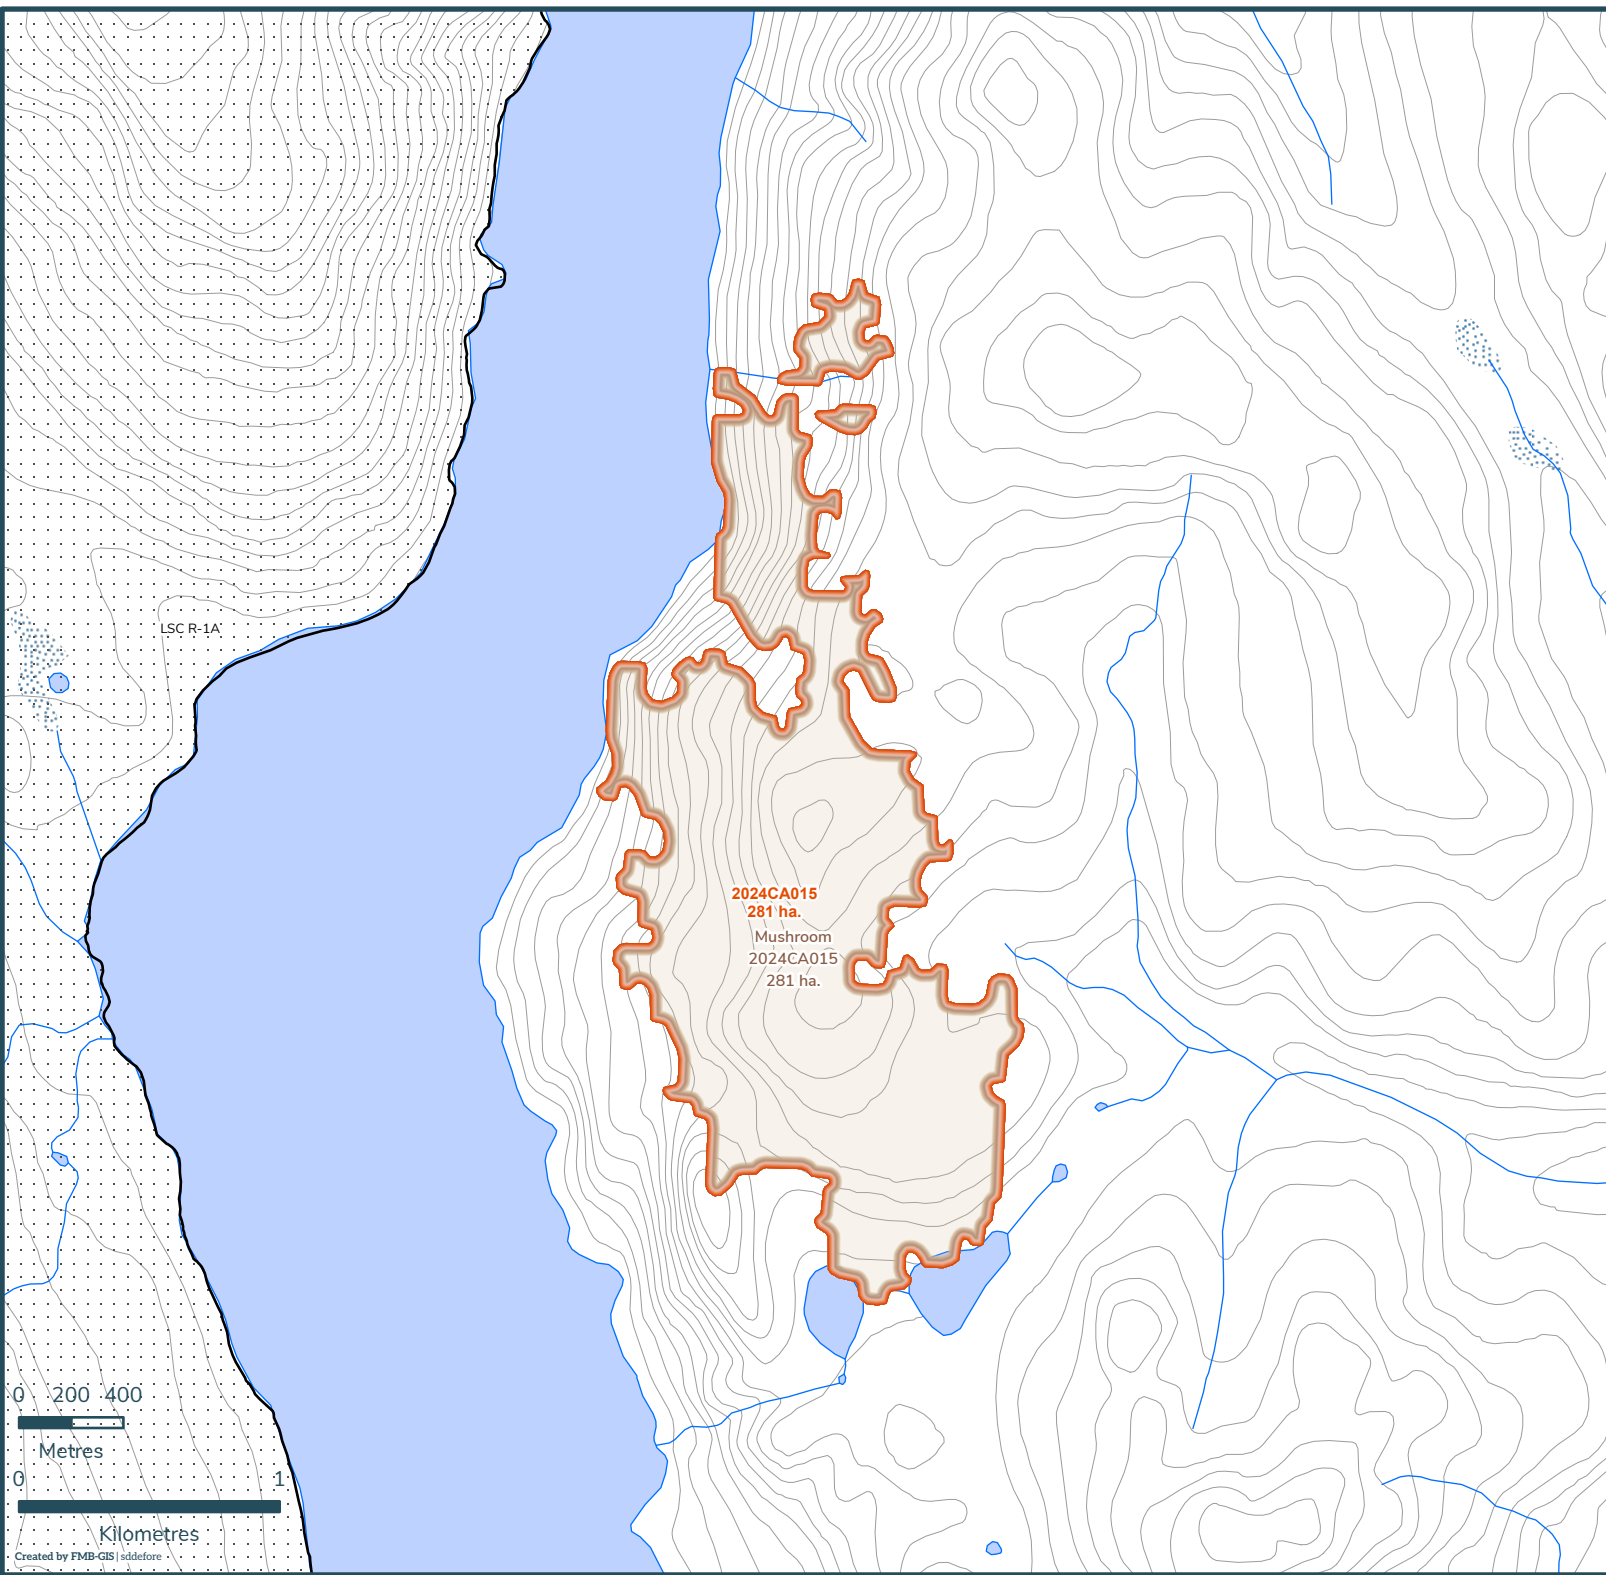 LSC R-1A
2024CA015
281 ha.
Mushroom
2024CA015
281 ha.
0 200 400
Metres
0 1
Kilometres
Created by FMB-GIS | sddefore